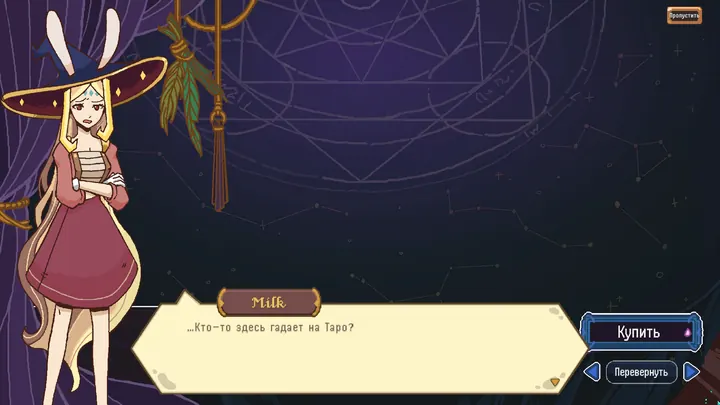 Пропустить
Milk
…Кто-то здесь гадает на Таро?
Купить
Перевернуть